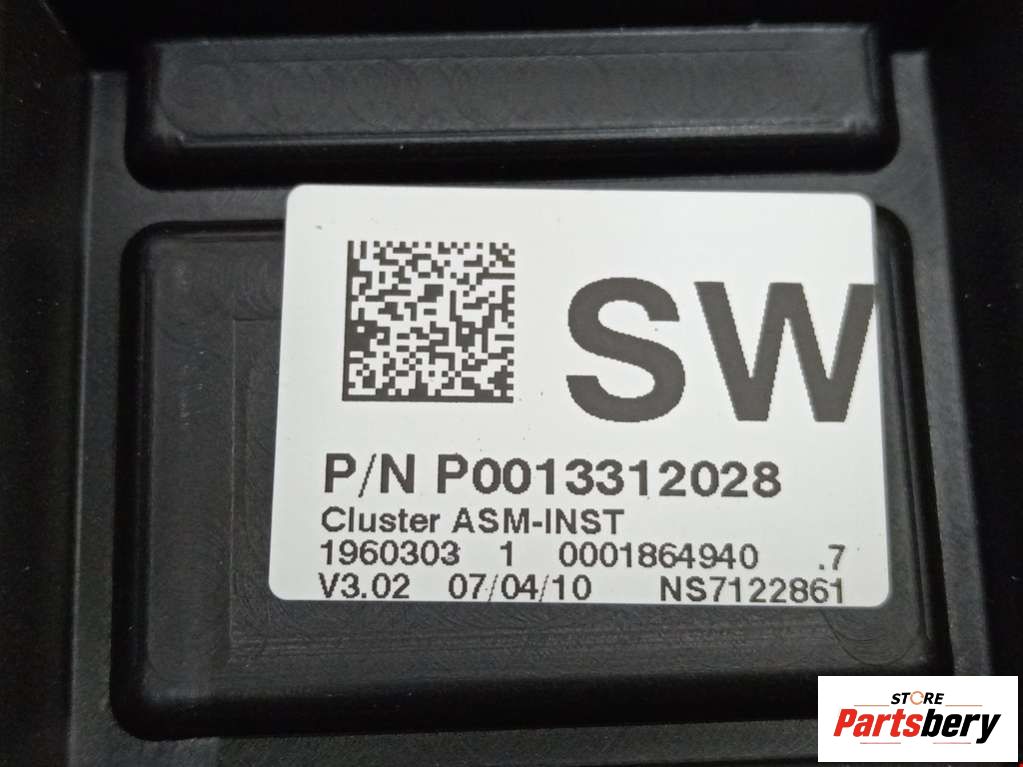 SW
P/N P0013312028
Cluster ASM-INST
1960303 1 0001864940 .7
V3.02 07/04/10 NS7122861
STORE
Partsbery